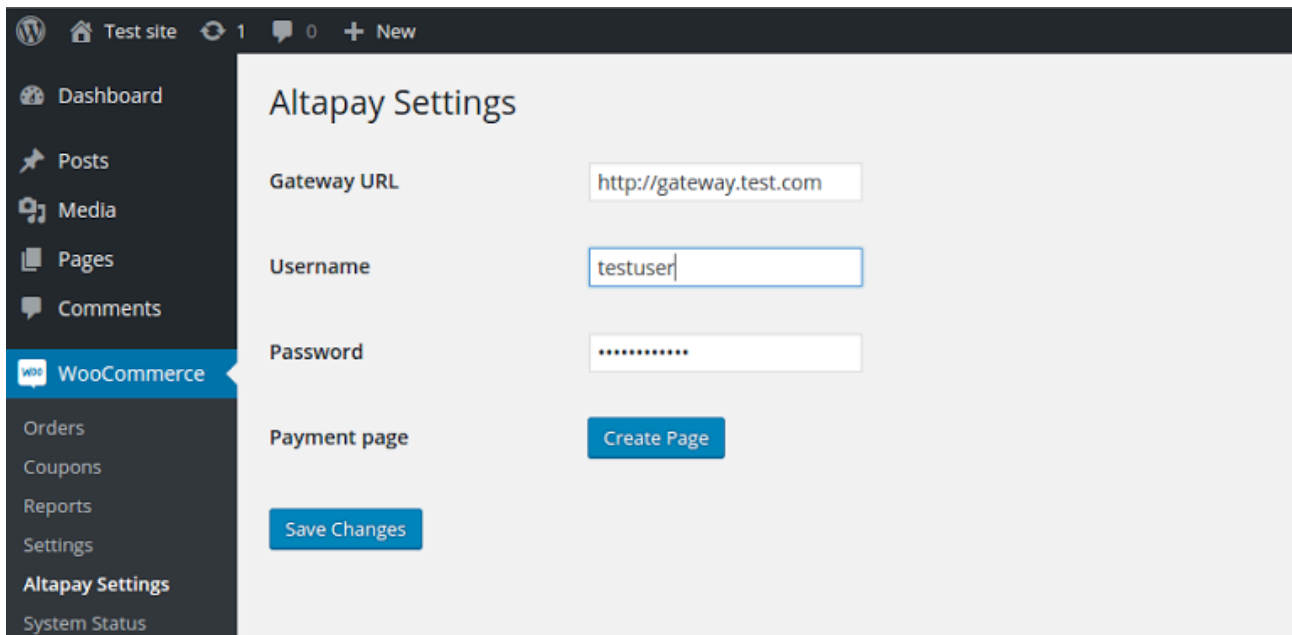 Test site 1 0 New
Dashboard
Posts
Media
Pages
Comments
WOO WooCommerce
Orders
Coupons
Reports
Settings
Altapay Settings
System Status
Altapay Settings
Gateway URL http://gateway.test.com
Username testuser
Password ••••••••••••
Payment page Create Page
Save Changes